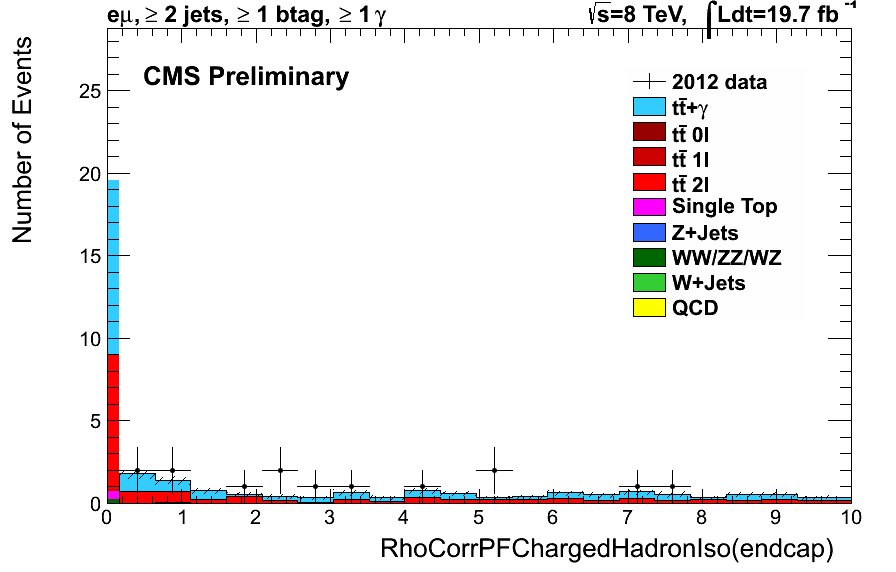 eμ, ≥ 2 jets, ≥ 1 btag, ≥ 1 γ
√s=8 TeV, ∫Ldt=19.7 fb⁻¹
CMS Preliminary
2012 data
tt̄+γ
tt̄ 0l
tt̄ 1l
tt̄ 2l
Single Top
Z+Jets
WW/ZZ/WZ
W+Jets
QCD
Number of Events
25
20
15
10
5
0
0 1 2 3 4 5 6 7 8 9 10
RhoCorrPFChargedHadronIso(endcap)